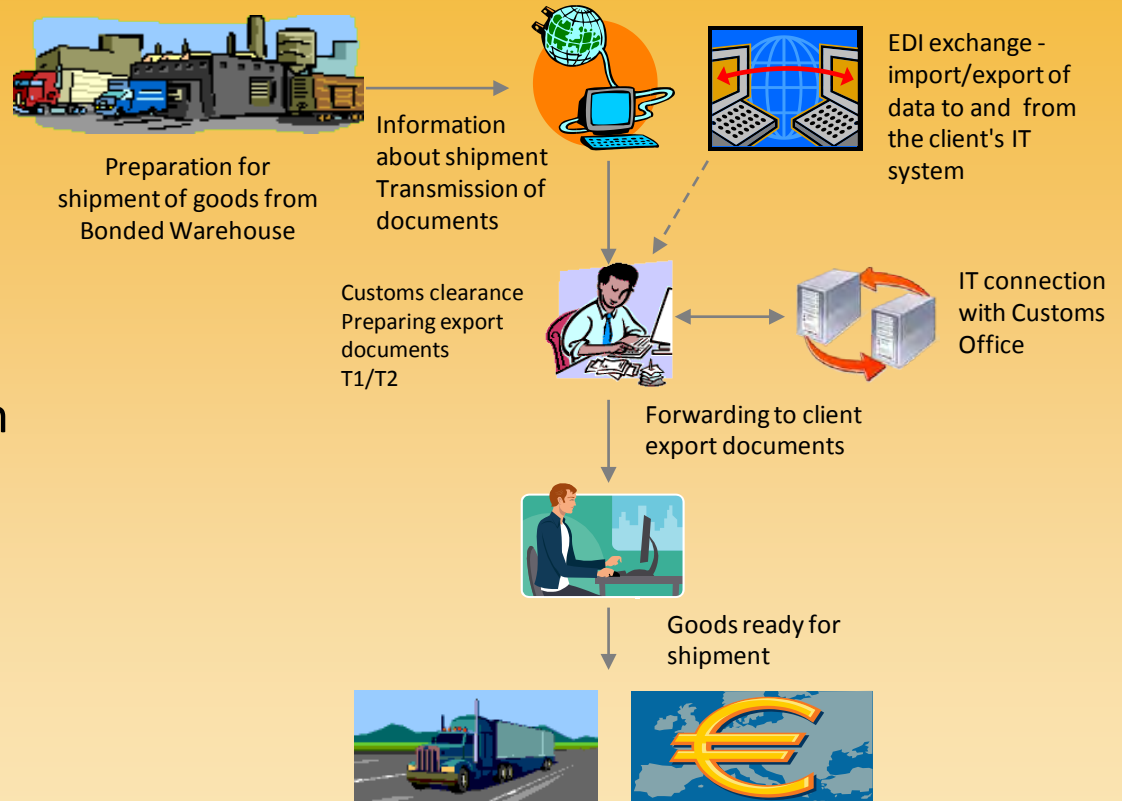 EDI exchange -
import/export of
data to and from
the client's IT
system
Information
about shipment
Transmission of
documents
Preparation for
shipment of goods from
Bonded Warehouse
Customs clearance
Preparing export
documents
T1/T2
IT connection
with Customs
Office
Forwarding to client
export documents
Goods ready for
shipment
€